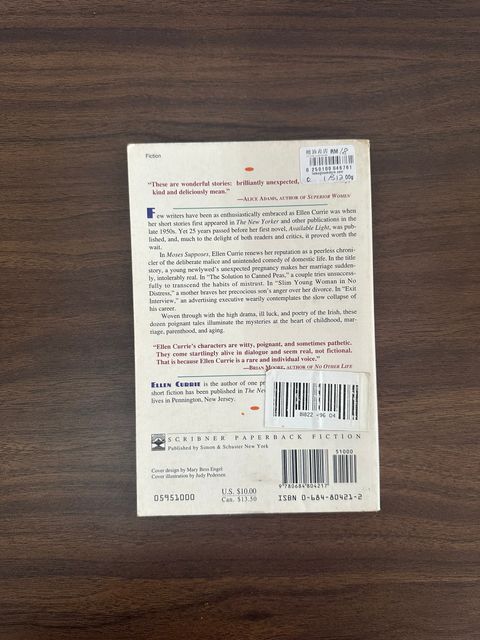 Fiction
RM 18
"These are wonderful stories: brilliantly unexpected,
kind and deliciously mean."
—ALICE ADAMS, AUTHOR OF SUPERIOR WOMEN
Few writers have been as enthusiastically embraced as Ellen Currie was when
her short stories first appeared in The New Yorker and other publications in the
late 1950s. Yet 25 years passed before her first novel, Available Light, was pub-
lished, and, much to the delight of both readers and critics, it proved worth the
wait.
In Moses Supposes, Ellen Currie renews her reputation as a peerless chroni-
cler of the deliberate malice and unintended comedy of domestic life. In the title
story, a young newlywed's unexpected pregnancy makes her marriage sudden-
ly, intolerably real. In "The Solution to Canned Peas," a couple tries unsuccess-
fully to transcend the habits of mistrust. In "Slim Young Woman in No
Distress," a mother braves her precocious son's anger over her divorce. In "Exit
Interview," an advertising executive wearily contemplates the slow collapse of
his career.
Woven through with the high drama, ill luck, and poetry of the Irish, these
dozen poignant tales illuminate the mysteries at the heart of childhood, mar-
riage, parenthood, and aging.
"Ellen Currie's characters are witty, poignant, and sometimes pathetic.
They come startlingly alive in dialogue and seem real, not fictional.
That is because Ellen Currie is a rare and individual voice."
—BRIAN MOORE, AUTHOR OF NO OTHER LIFE
ELLEN CURRIE is the author of one
short fiction has been published in The New
lives in Pennington, New Jersey.
SCRIBNER PAPERBACK FICTION
Published by Simon & Schuster New York
Cover design by Mary Bess Engel
Cover illustration by Judy Pedersen
51000
9 780684 804217
05951000
U.S. $10.00
Can. $13.50
ISBN 0-684-80421-2